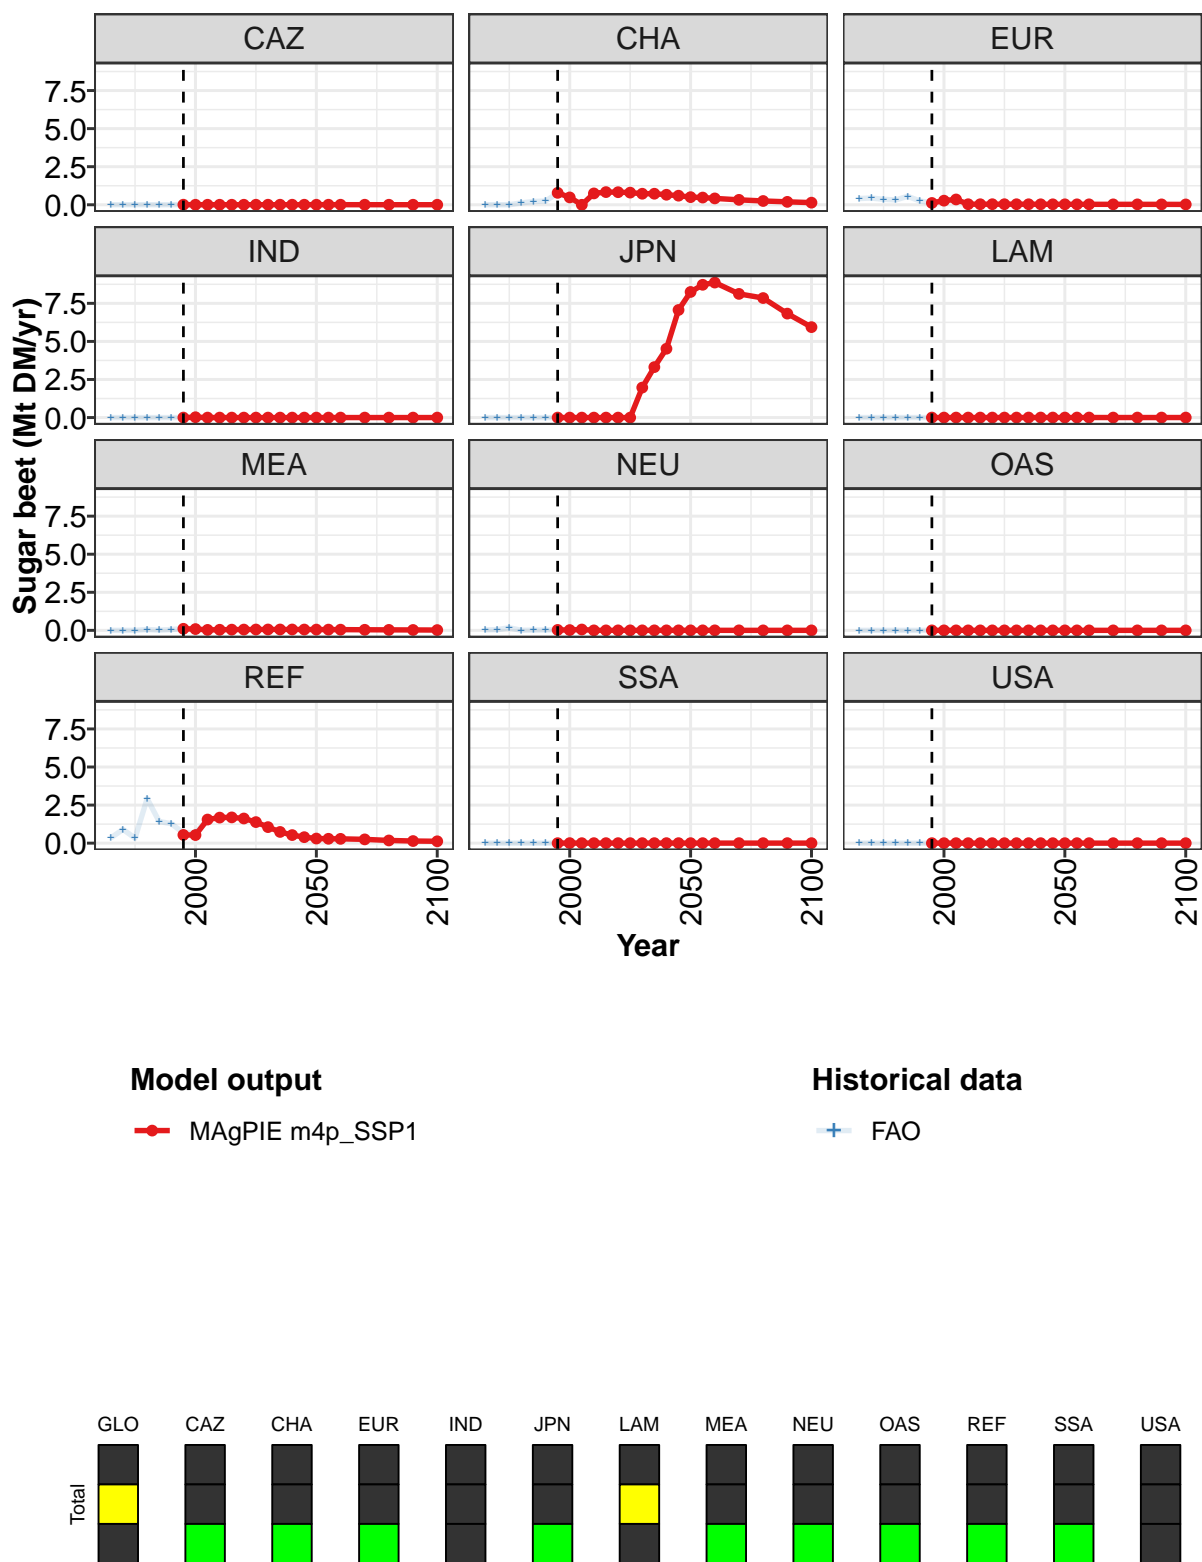 CAZ CHA EUR
7.5
5.0
2.5
0.0
IND JPN LAM
7.5
5.0
2.5
0.0
MEA NEU OAS
7.5
5.0
2.5
0.0
REF SSA USA
7.5
5.0
2.5
0.0
Sugar beet (Mt DM/yr)
2000 2050 2100 2000 2050 2100 2000 2050 2100
Year
Model output Historical data
MAgPIE m4p_SSP1 FAO
GLO CAZ CHA EUR IND JPN LAM MEA NEU OAS REF SSA USA
Total